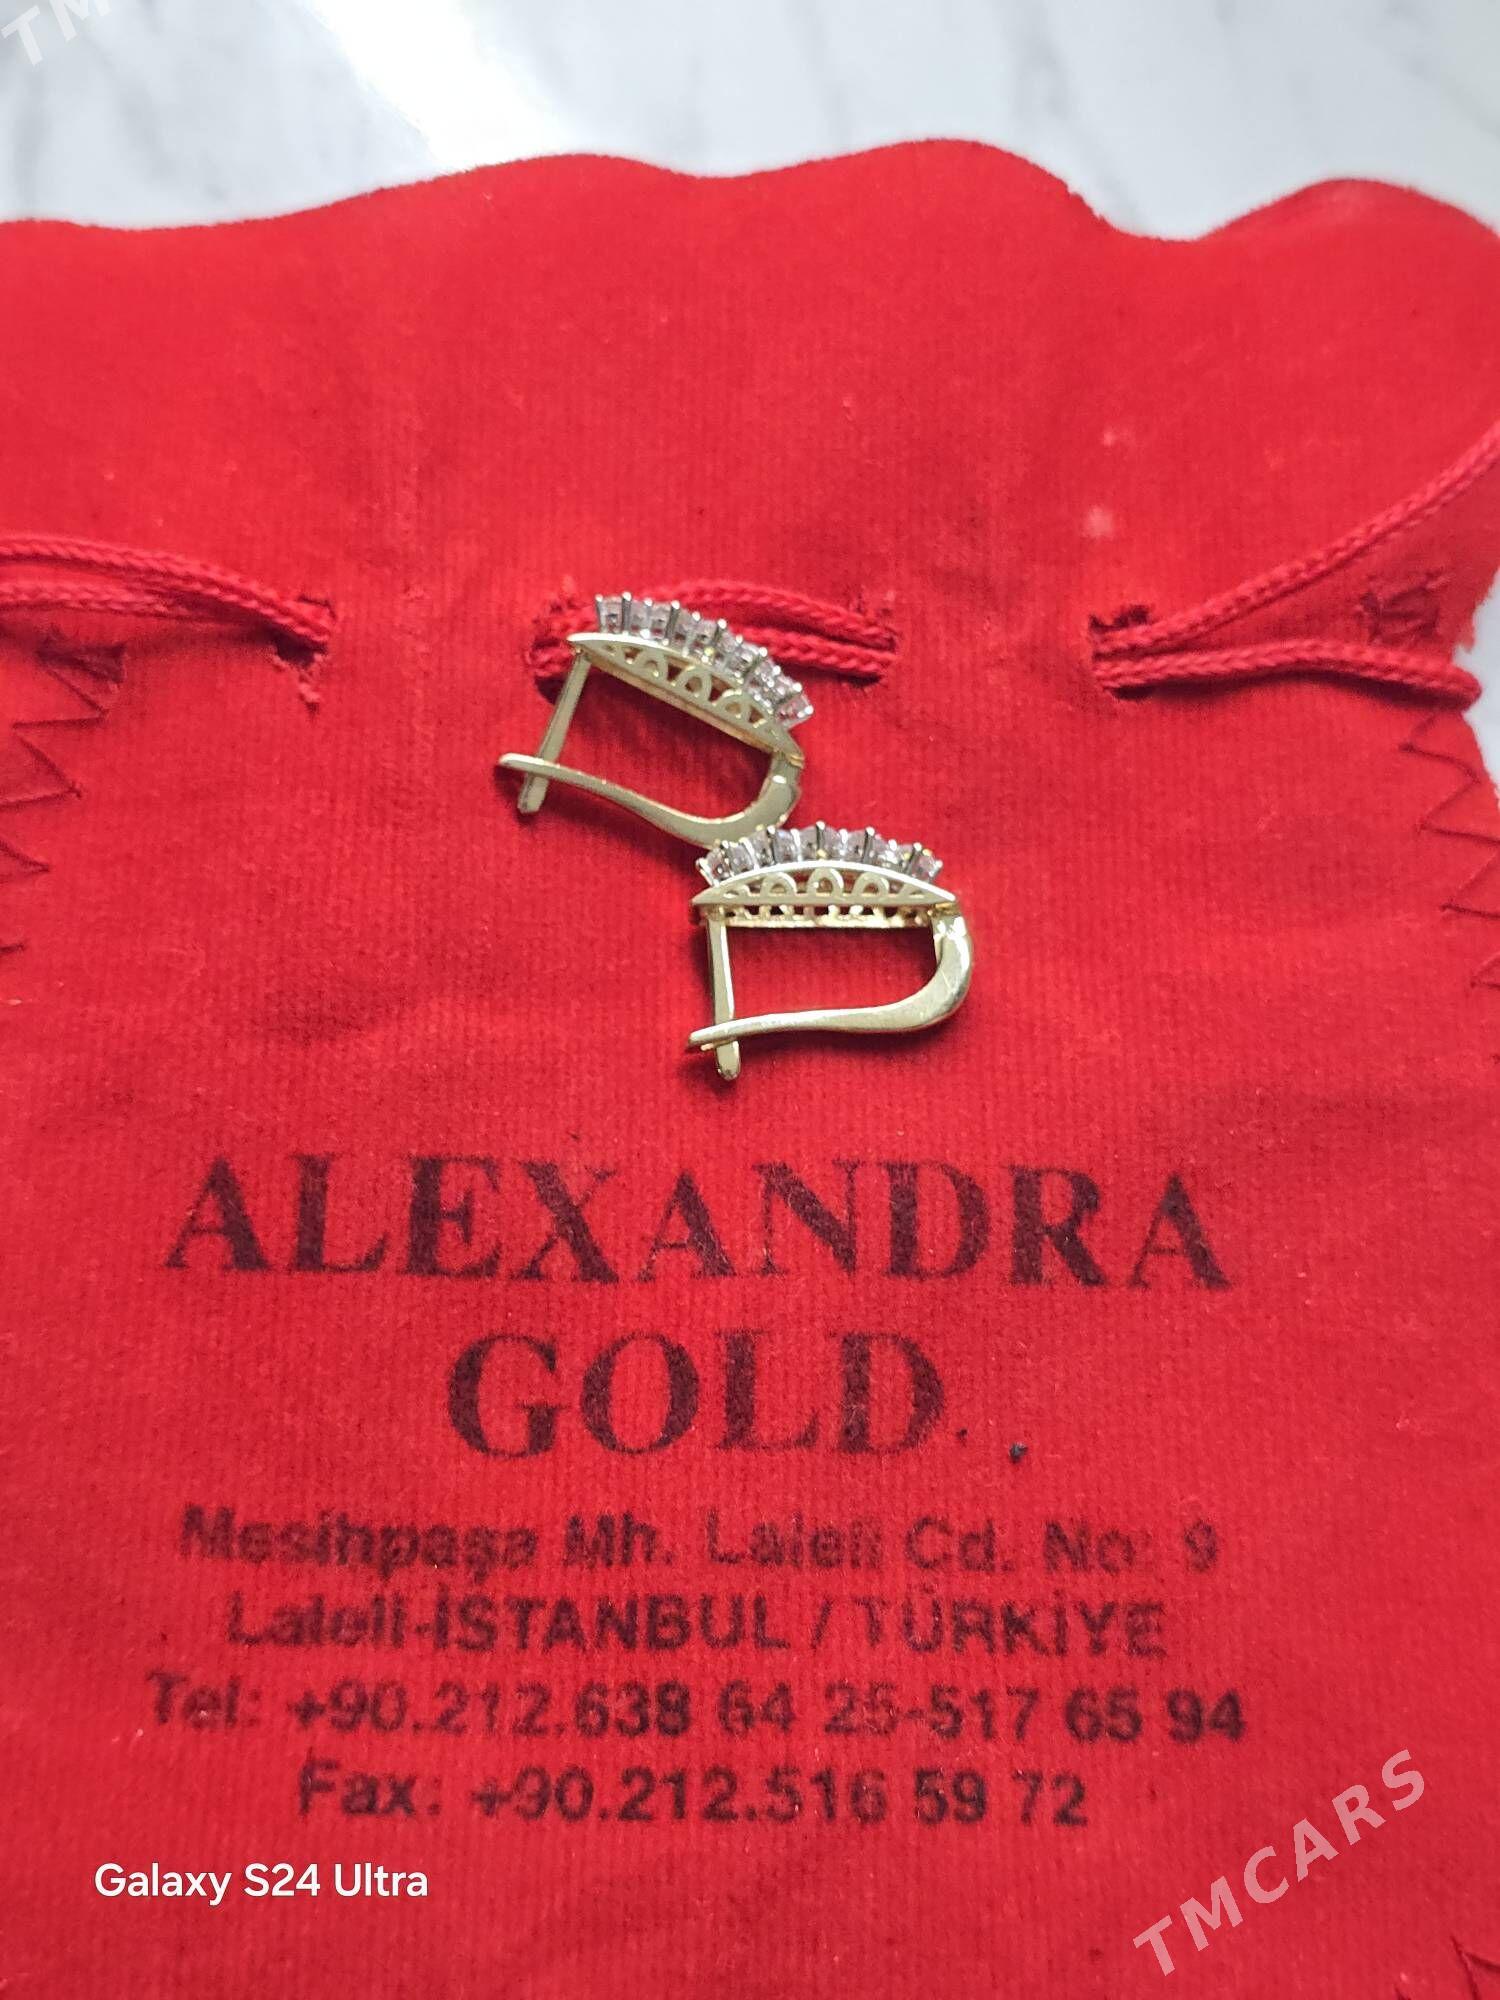 TM
ALEXANDRA
GOLD
Mesihpaşa Mh. Laleli Cd. No: 9
Laleli-İSTANBUL / TÜRKİYE
Tel: +90.212.638 64 25-517 65 94
Fax: +90.212.516 59 72
Galaxy S24 Ultra
TMCARS